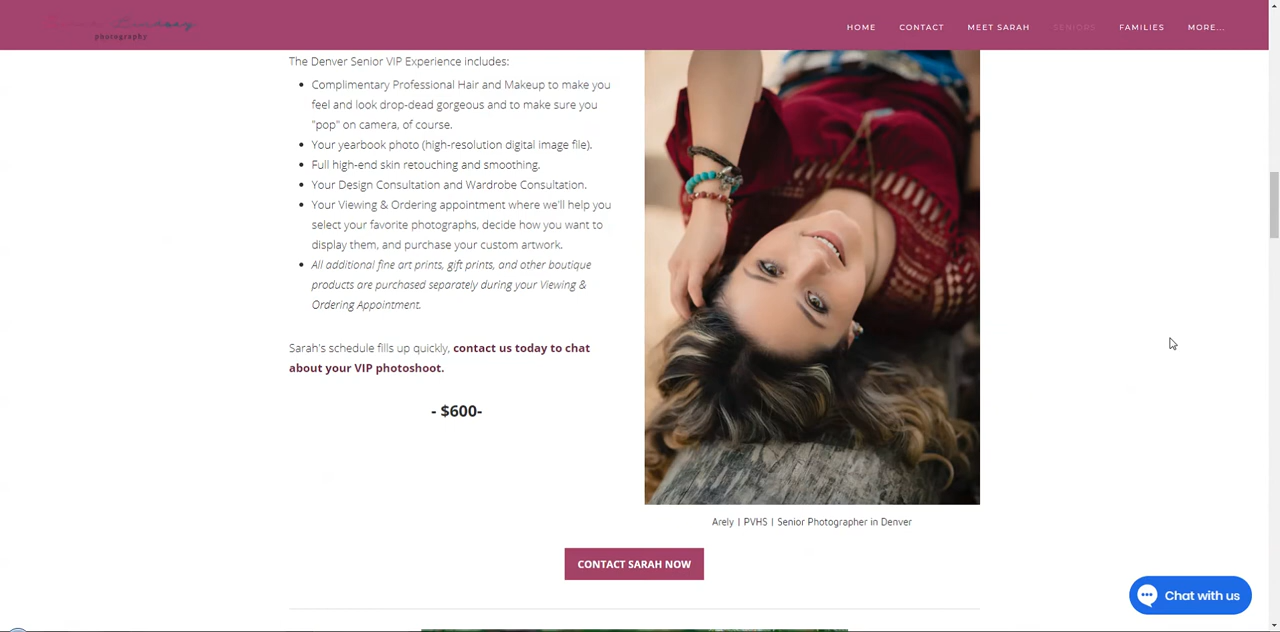 photography
HOME CONTACT MEET SARAH SENIORS FAMILIES MORE...
The Denver Senior VIP Experience includes:
• Complimentary Professional Hair and Makeup to make you
feel and look drop-dead gorgeous and to make sure you
"pop" on camera, of course.
• Your yearbook photo (high-resolution digital image file).
• Full high-end skin retouching and smoothing.
• Your Design Consultation and Wardrobe Consultation.
• Your Viewing & Ordering appointment where we'll help you
select your favorite photographs, decide how you want to
display them, and purchase your custom artwork.
• All additional fine art prints, gift prints, and other boutique
products are purchased separately during your Viewing &
Ordering Appointment.
Sarah's schedule fills up quickly, contact us today to chat
about your VIP photoshoot.
- $600-
Arely | PVHS | Senior Photographer in Denver
CONTACT SARAH NOW
Chat with us